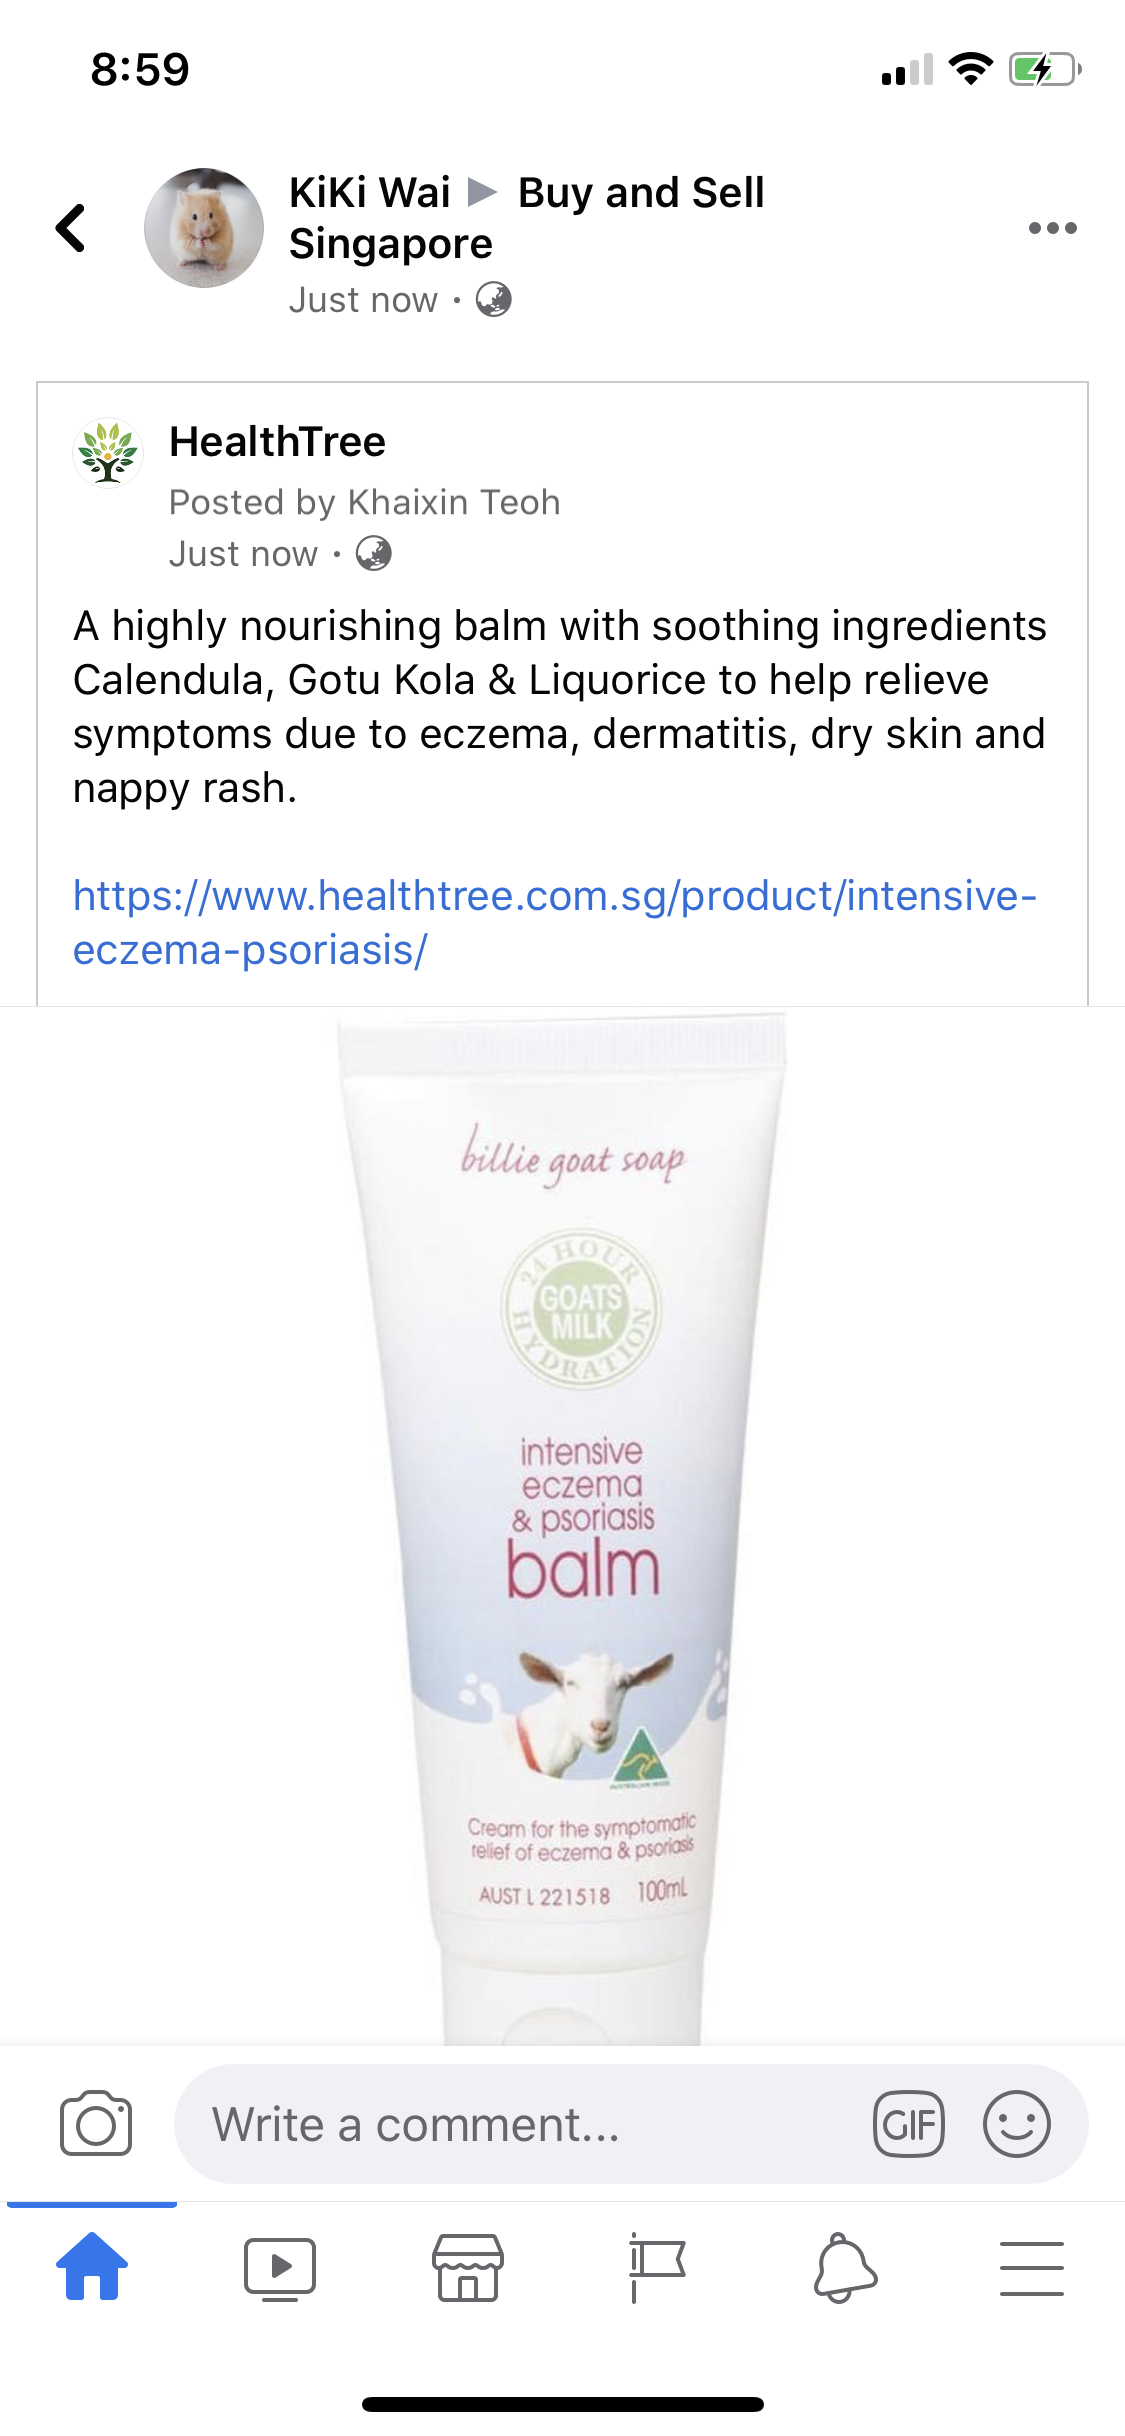 8:59
KiKi Wai ▶ Buy and Sell
Singapore
Just now ·
HealthTree
Posted by Khaixin Teoh
Just now ·
A highly nourishing balm with soothing ingredients
Calendula, Gotu Kola & Liquorice to help relieve
symptoms due to eczema, dermatitis, dry skin and
nappy rash.
https://www.healthtree.com.sg/product/intensive-
eczema-psoriasis/
billie goat soap
24 HOUR
GOATS
MILK
HYDRATION
intensive
eczema
& psoriasis
balm
AUSTRALIAN MADE
Cream for the symptomatic
relief of eczema & psoriasis
AUST L 221518 100mL
Write a comment...
GIF